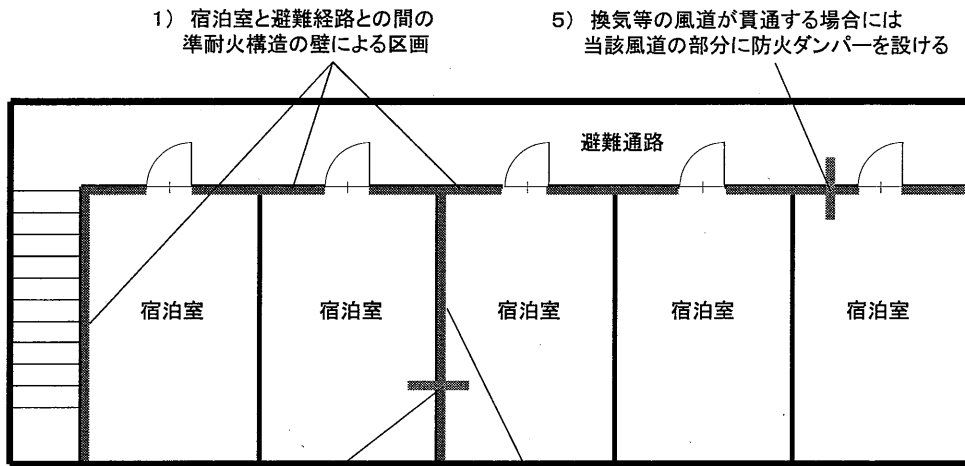 1) 宿泊室と避難経路との間の
準耐火構造の壁による区画
5) 換気等の風道が貫通する場合には
当該風道の部分に防火ダンパーを設ける
避難通路
宿泊室
宿泊室
宿泊室
宿泊室
宿泊室